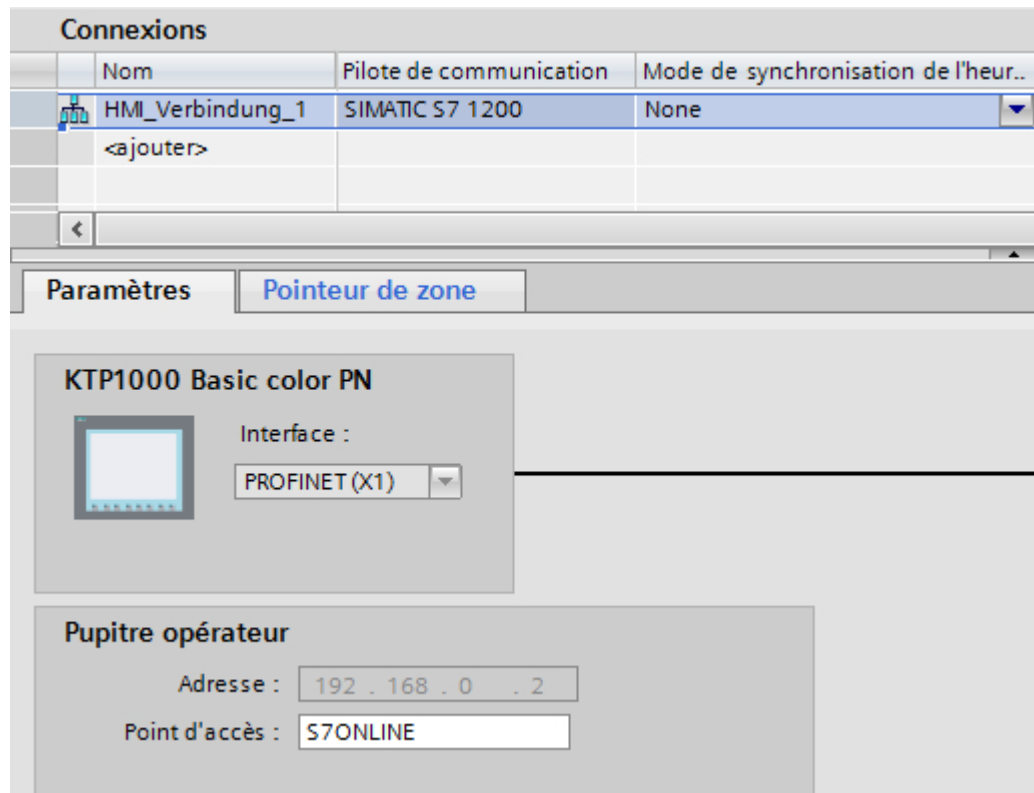 Connexions
Nom Pilote de communication Mode de synchronisation de l'heur..
HMI_Verbindung_1 SIMATIC S7 1200 None
<ajouter>
Paramètres Pointeur de zone
KTP1000 Basic color PN
Interface :
PROFINET (X1)
Pupitre opérateur
Adresse : 192 . 168 . 0 . 2
Point d'accès : S7ONLINE